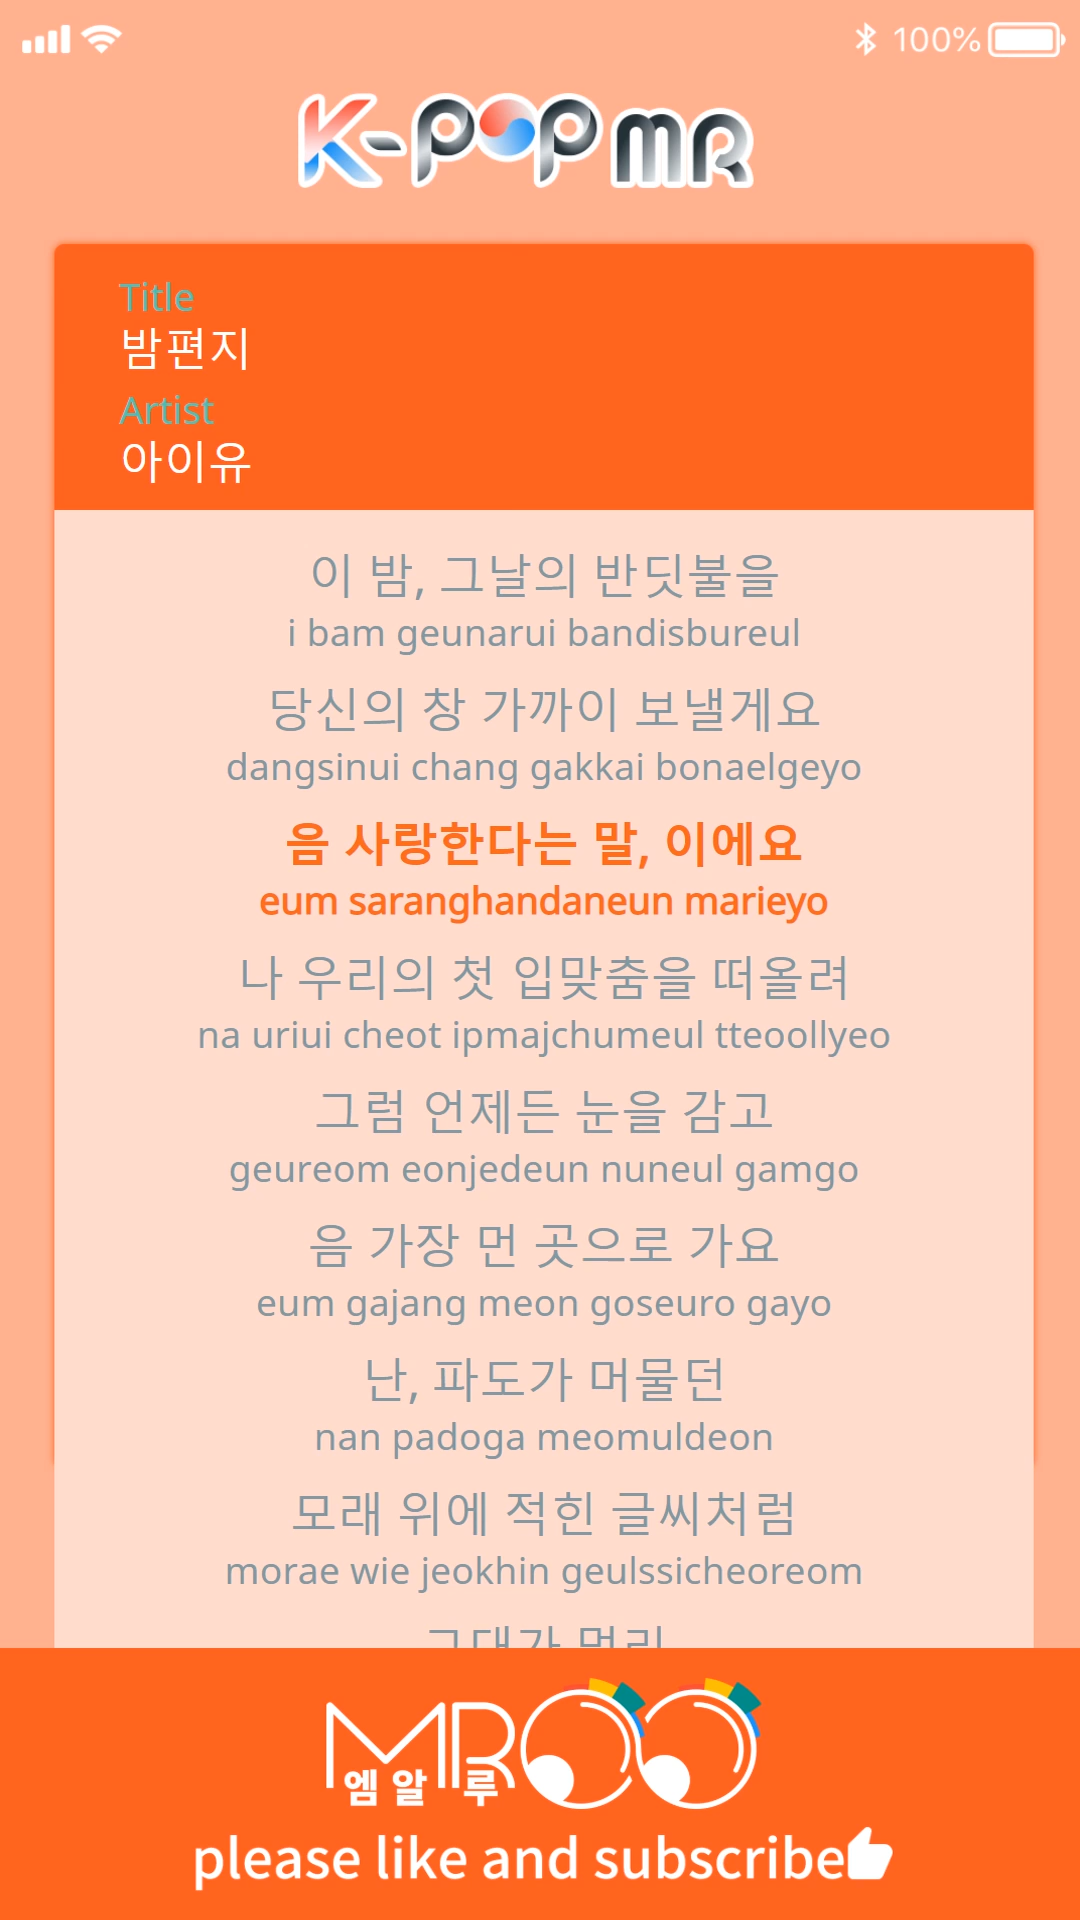 100%
K-POP MR
Title
밤편지
Artist
아이유
이 밤, 그날의 반딧불을
i bam geunarui bandisbureul
당신의 창 가까이 보낼게요
dangsinui chang gakkai bonaelgeyo
음 사랑한다는 말, 이에요
eum saranghandaneun marieyo
나 우리의 첫 입맞춤을 떠올려
na uriui cheot ipmajchumeul tteoollyeo
그럼 언제든 눈을 감고
geureom eonjedeun nuneul gamgo
음 가장 먼 곳으로 가요
eum gajang meon goseuro gayo
난, 파도가 머물던
nan padoga meomuldeon
모래 위에 적힌 글씨처럼
morae wie jeokhin geulssicheoreom
그대가 멀리
MROO
엠 알 루
please like and subscribe